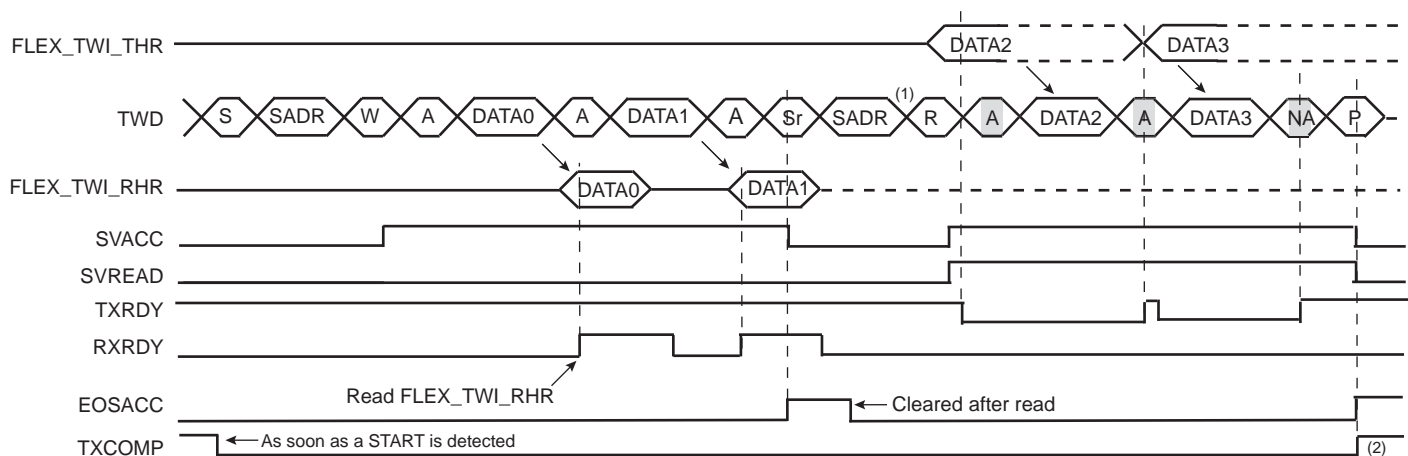 FLEX_TWI_THR DATA2 DATA3
(1)
TWD S SADR W A DATA0 A DATA1 A Sr SADR R A DATA2 A DATA3 NA P
FLEX_TWI_RHR DATA0 DATA1
SVACC
SVREAD
TXRDY
RXRDY
Read FLEX_TWI_RHR
EOSACC Cleared after read
TXCOMP As soon as a START is detected (2)